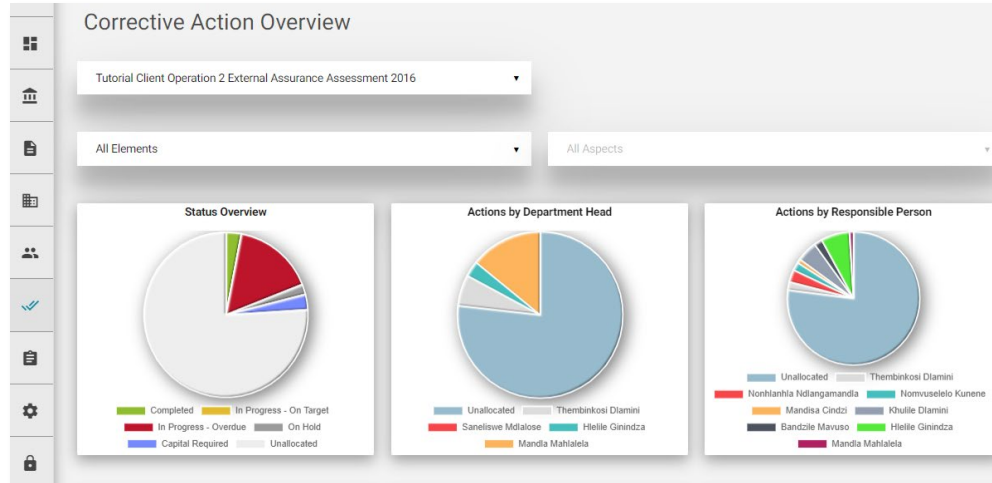 Corrective Action Overview
Tutorial Client Operation 2 External Assurance Assessment 2016
All Elements
All Aspects
Status Overview
Completed In Progress - On Target
In Progress - Overdue On Hold
Capital Required Unallocated
Actions by Department Head
Unallocated Thembinkosi Dlamini
Saneliswe Mdlalose Hlelile Ginindza
Mandla Mahlalela
Actions by Responsible Person
Unallocated Thembinkosi Dlamini
Nonhlanhla Ndlangamandla Nomvuselelo Kunene
Mandisa Cindzi Khulile Dlamini
Bandzile Mavuso Hlelile Ginindza
Mandla Mahlalela